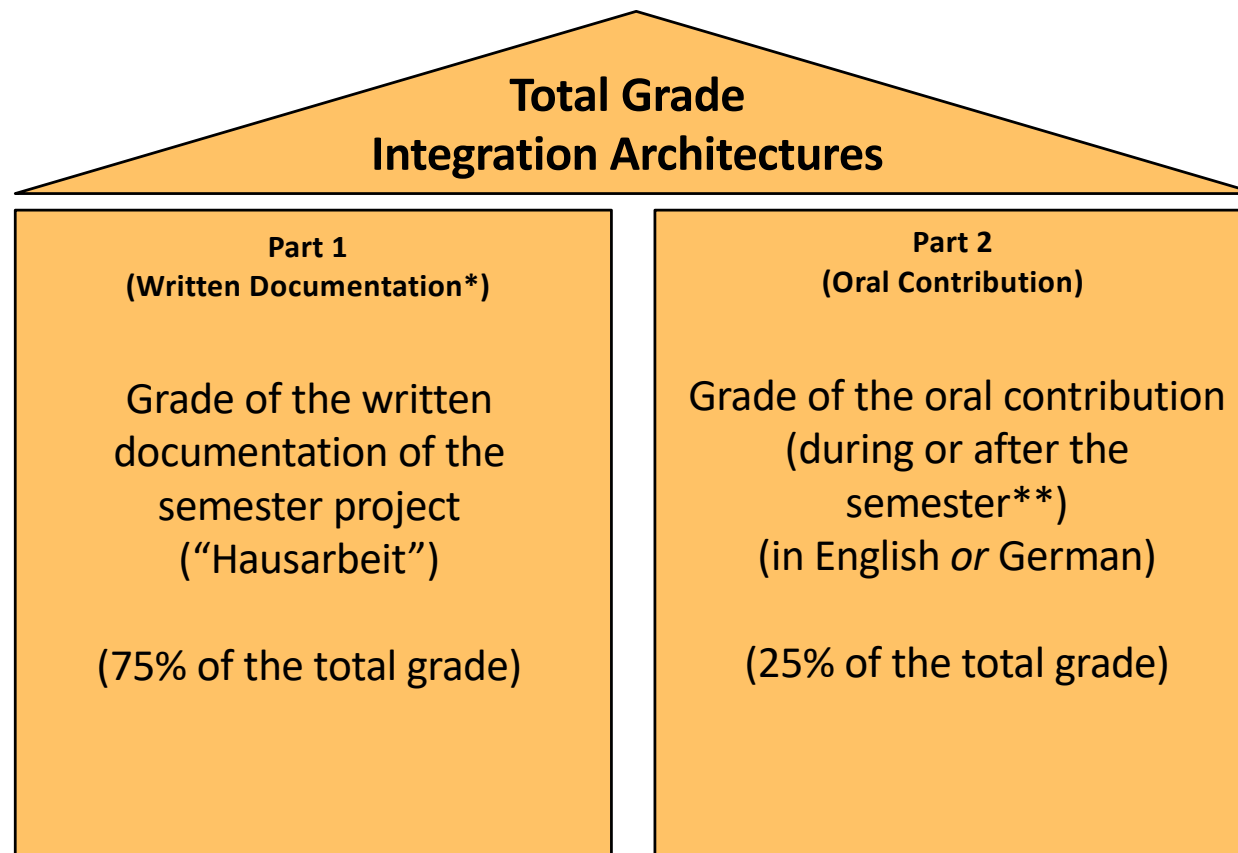 Total Grade
Integration Architectures
Part 1
(Written Documentation*)
Grade of the written
documentation of the
semester project
(“Hausarbeit”)
(75% of the total grade)
Part 2
(Oral Contribution)
Grade of the oral contribution
(during or after the
semester**)
(in English or German)
(25% of the total grade)